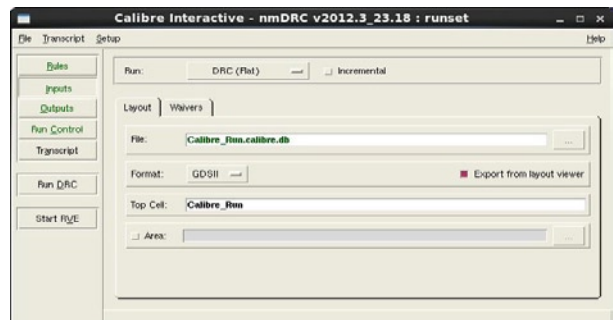 Calibre Interactive - nmDRC v2012.3_23.18 : runset
File Transcript Setup Help
Rules
Inputs
Outputs
Run Control
Transcript
Run DRC
Start RVE
Run: DRC (Flat) Incremental
Layout Waivers
File: Calibre_Run.calibre.db ...
Format: GDSII Export from layout viewer
Top Cell: Calibre_Run
Area: ...